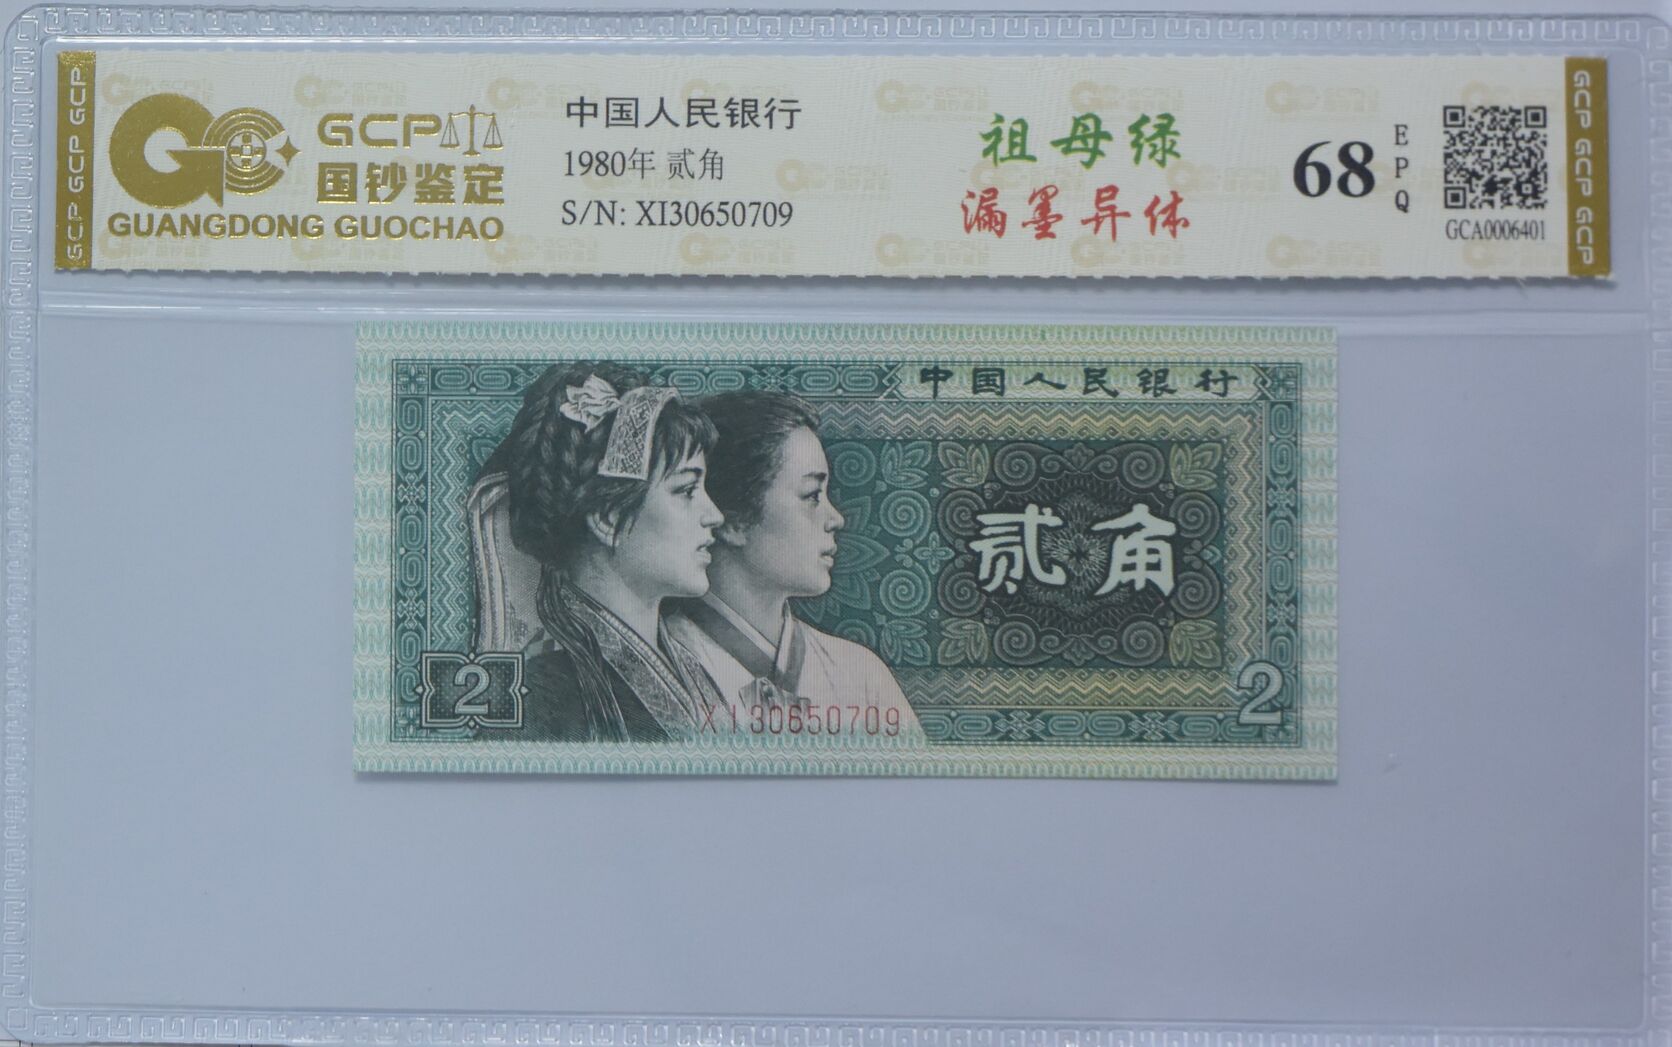 GCP GCP GCP
GCP
国钞鉴定
GUANGDONG GUOCHAO
中国人民银行
1980年 贰角
S/N: XI30650709
祖母绿
漏墨异体
68
EPQ
GCA0006401
GCP GCP GCP
中国人民银行
贰角
2
XI30650709
2